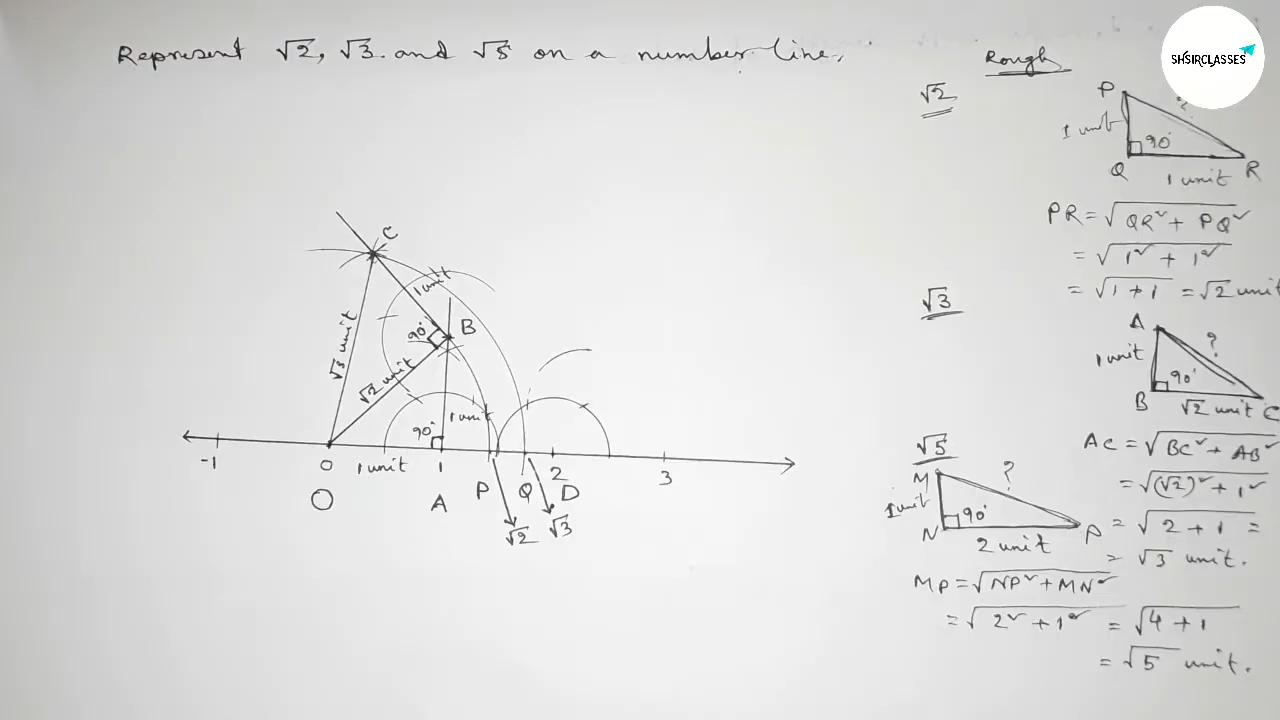 Represent √2, √3 and √5 on a number line.
Rough
SHSIRCLASSES
√2
P
?
1 unit
90°
Q
1 unit
R
PR = √QR² + PQ²
= √1² + 1²
= √1+1 = √2 unit
√3
A
?
1 unit
90°
B
√2 unit
C
AC = √BC² + AB²
= √(√2)² + 1²
= √2 + 1 =
= √3 unit.
√5
M
?
1 unit
90°
N
2 unit
P
MP = √NP² + MN²
= √2² + 1² = √4 + 1
= √5 unit.
C
1 unit
90°
B
√3 unit
√2 unit
1 unit
90°
-1
0
1 unit
1
2
3
O
A
P
Q
D
√2
√3